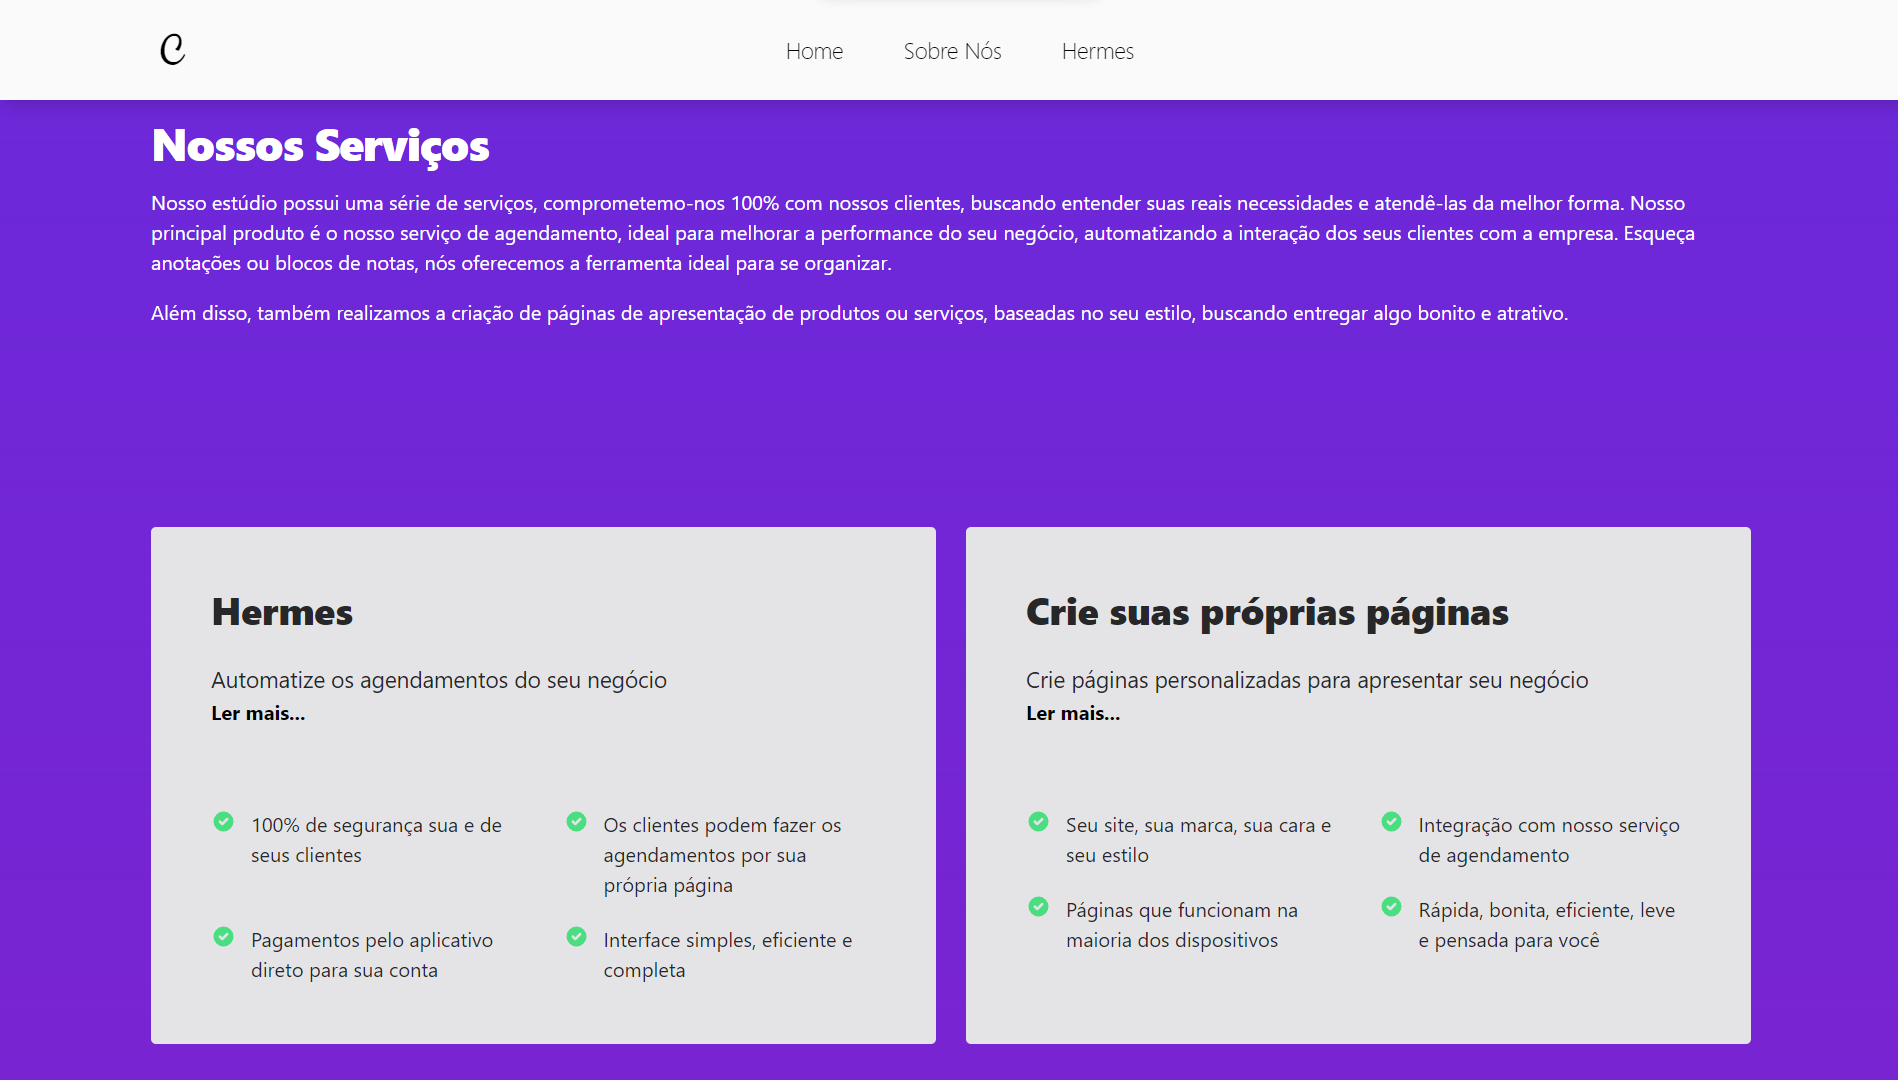 C
Home Sobre Nós Hermes
Nossos Serviços
Nosso estúdio possui uma série de serviços, comprometemo-nos 100% com nossos clientes, buscando entender suas reais necessidades e atendê-las da melhor forma. Nosso
principal produto é o nosso serviço de agendamento, ideal para melhorar a performance do seu negócio, automatizando a interação dos seus clientes com a empresa. Esqueça
anotações ou blocos de notas, nós oferecemos a ferramenta ideal para se organizar.
Além disso, também realizamos a criação de páginas de apresentação de produtos ou serviços, baseadas no seu estilo, buscando entregar algo bonito e atrativo.
Hermes
Automatize os agendamentos do seu negócio
Ler mais...
100% de segurança sua e de
seus clientes
Os clientes podem fazer os
agendamentos por sua
própria página
Pagamentos pelo aplicativo
direto para sua conta
Interface simples, eficiente e
completa
Crie suas próprias páginas
Crie páginas personalizadas para apresentar seu negócio
Ler mais...
Seu site, sua marca, sua cara e
seu estilo
Integração com nosso serviço
de agendamento
Páginas que funcionam na
maioria dos dispositivos
Rápida, bonita, eficiente, leve
e pensada para você